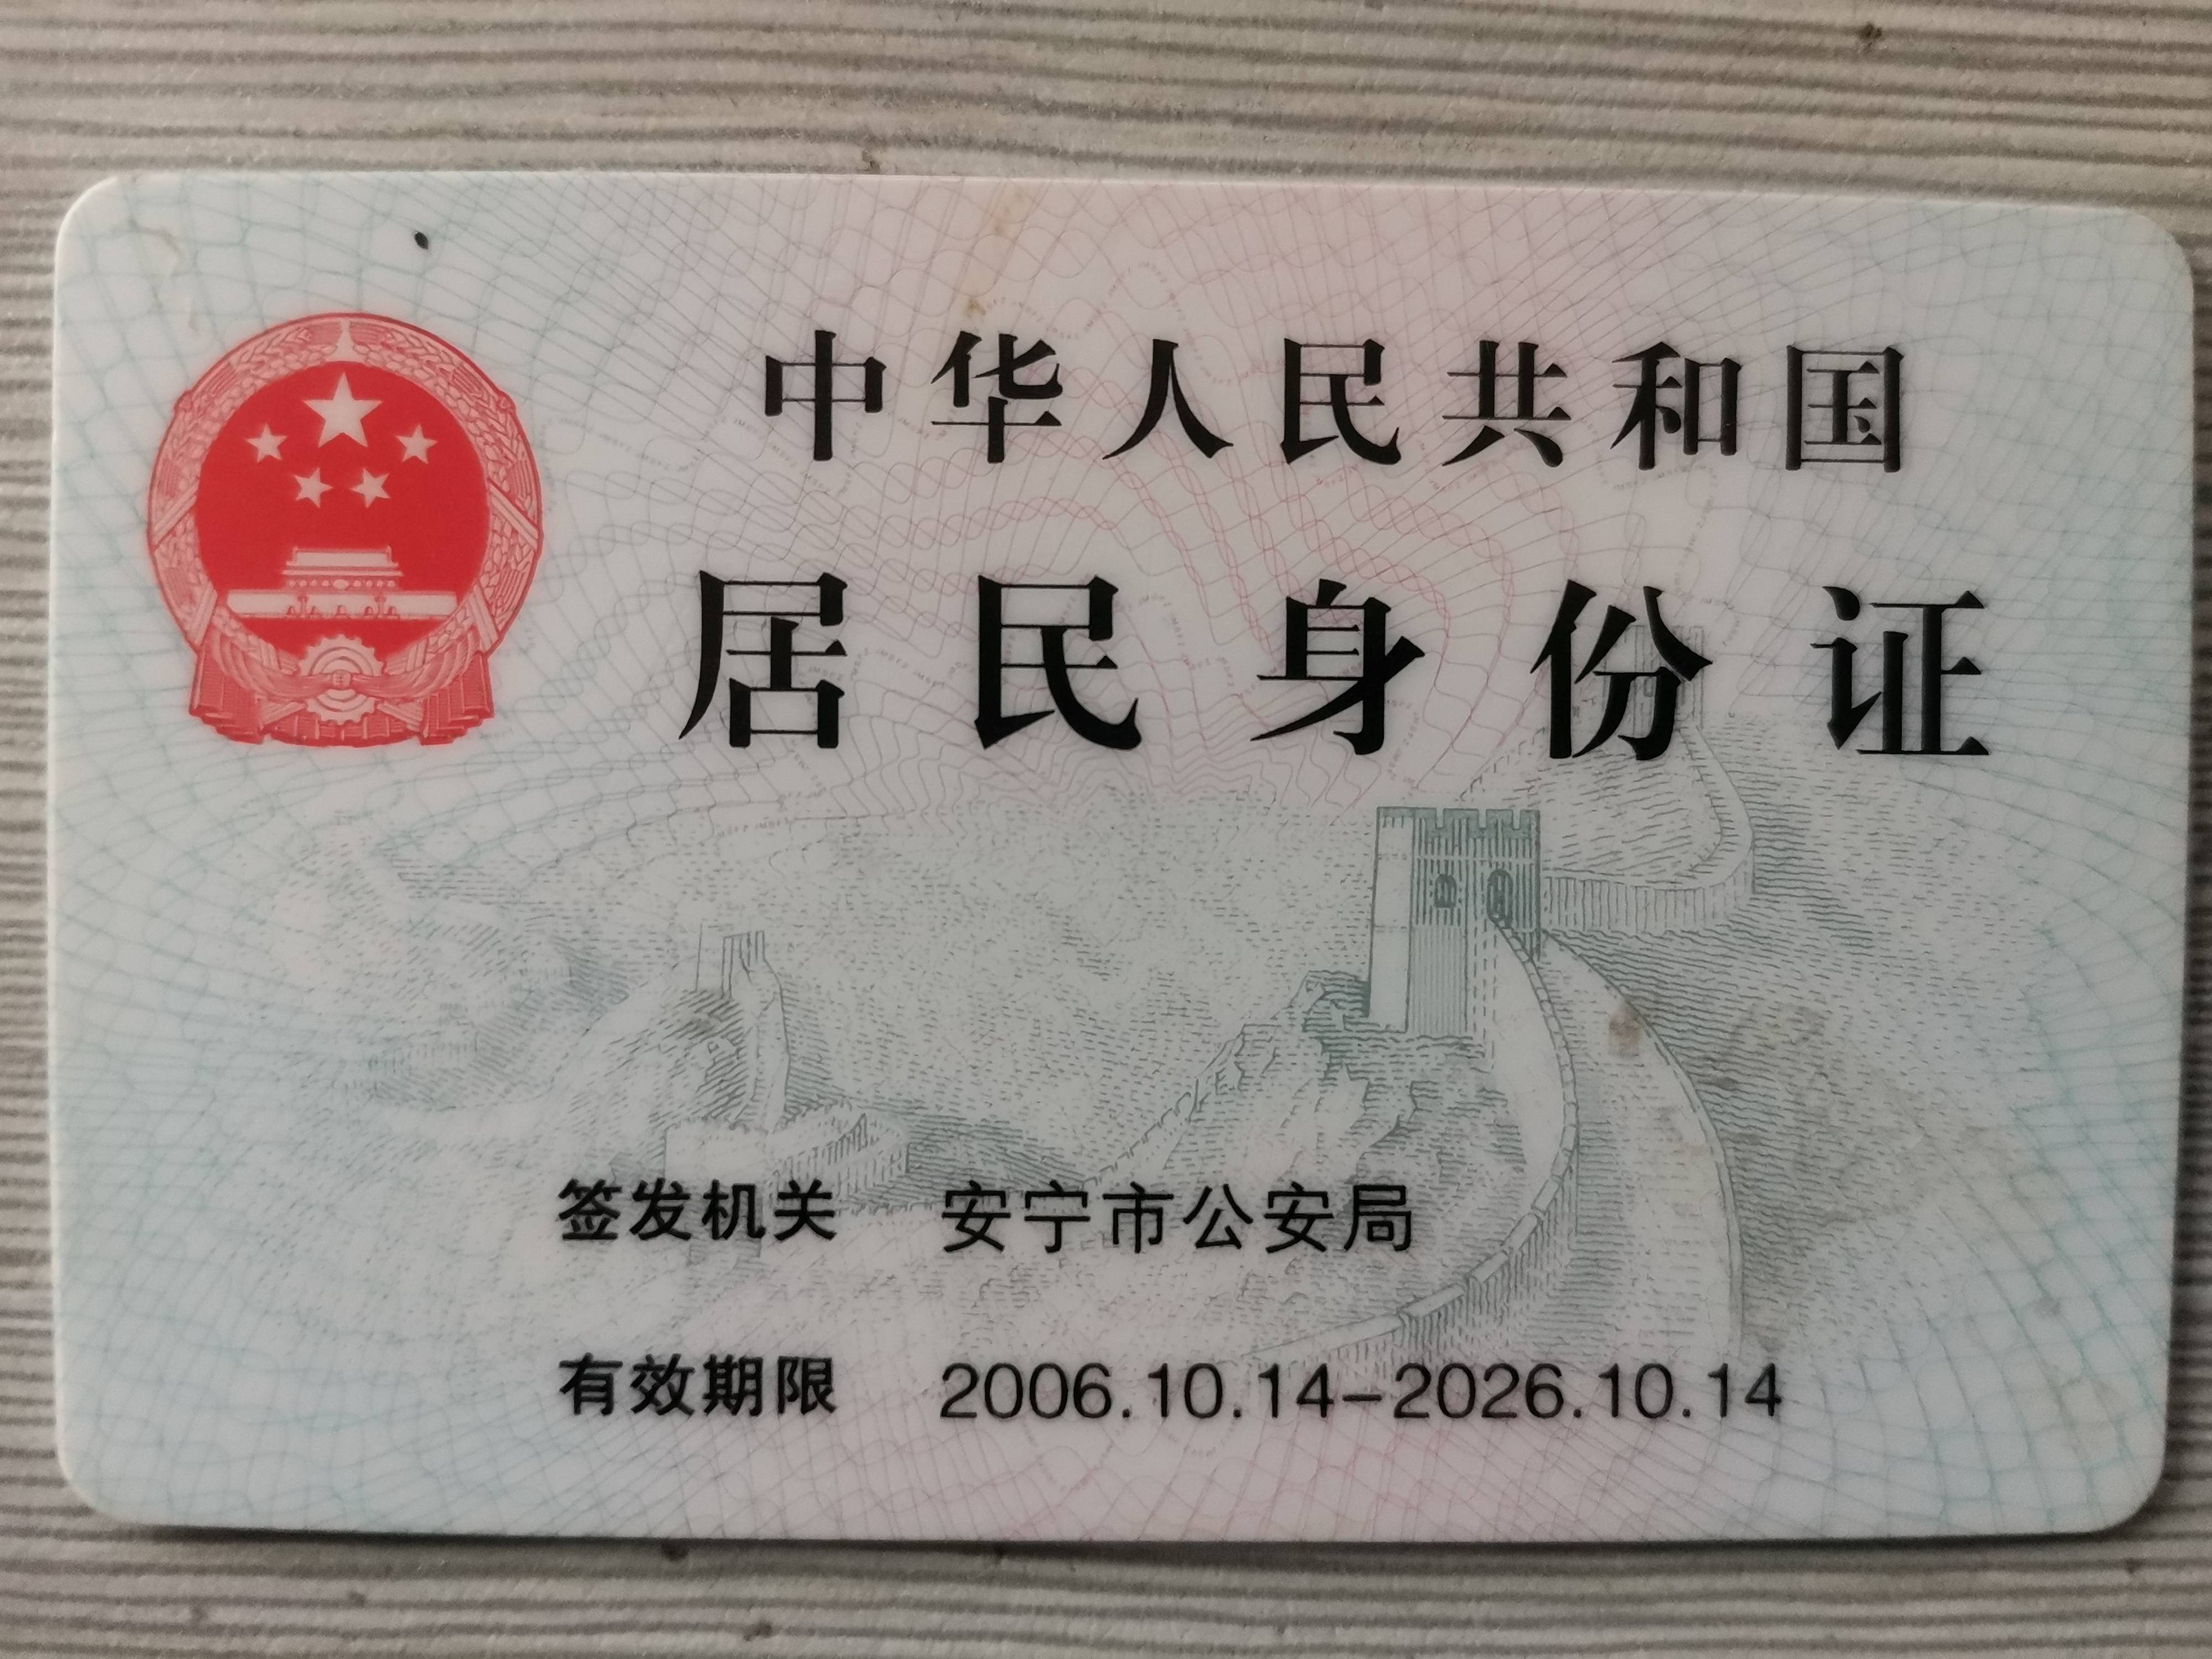 中华人民共和国
居民身份证
签发机关 安宁市公安局
有效期限 2006.10.14-2026.10.14